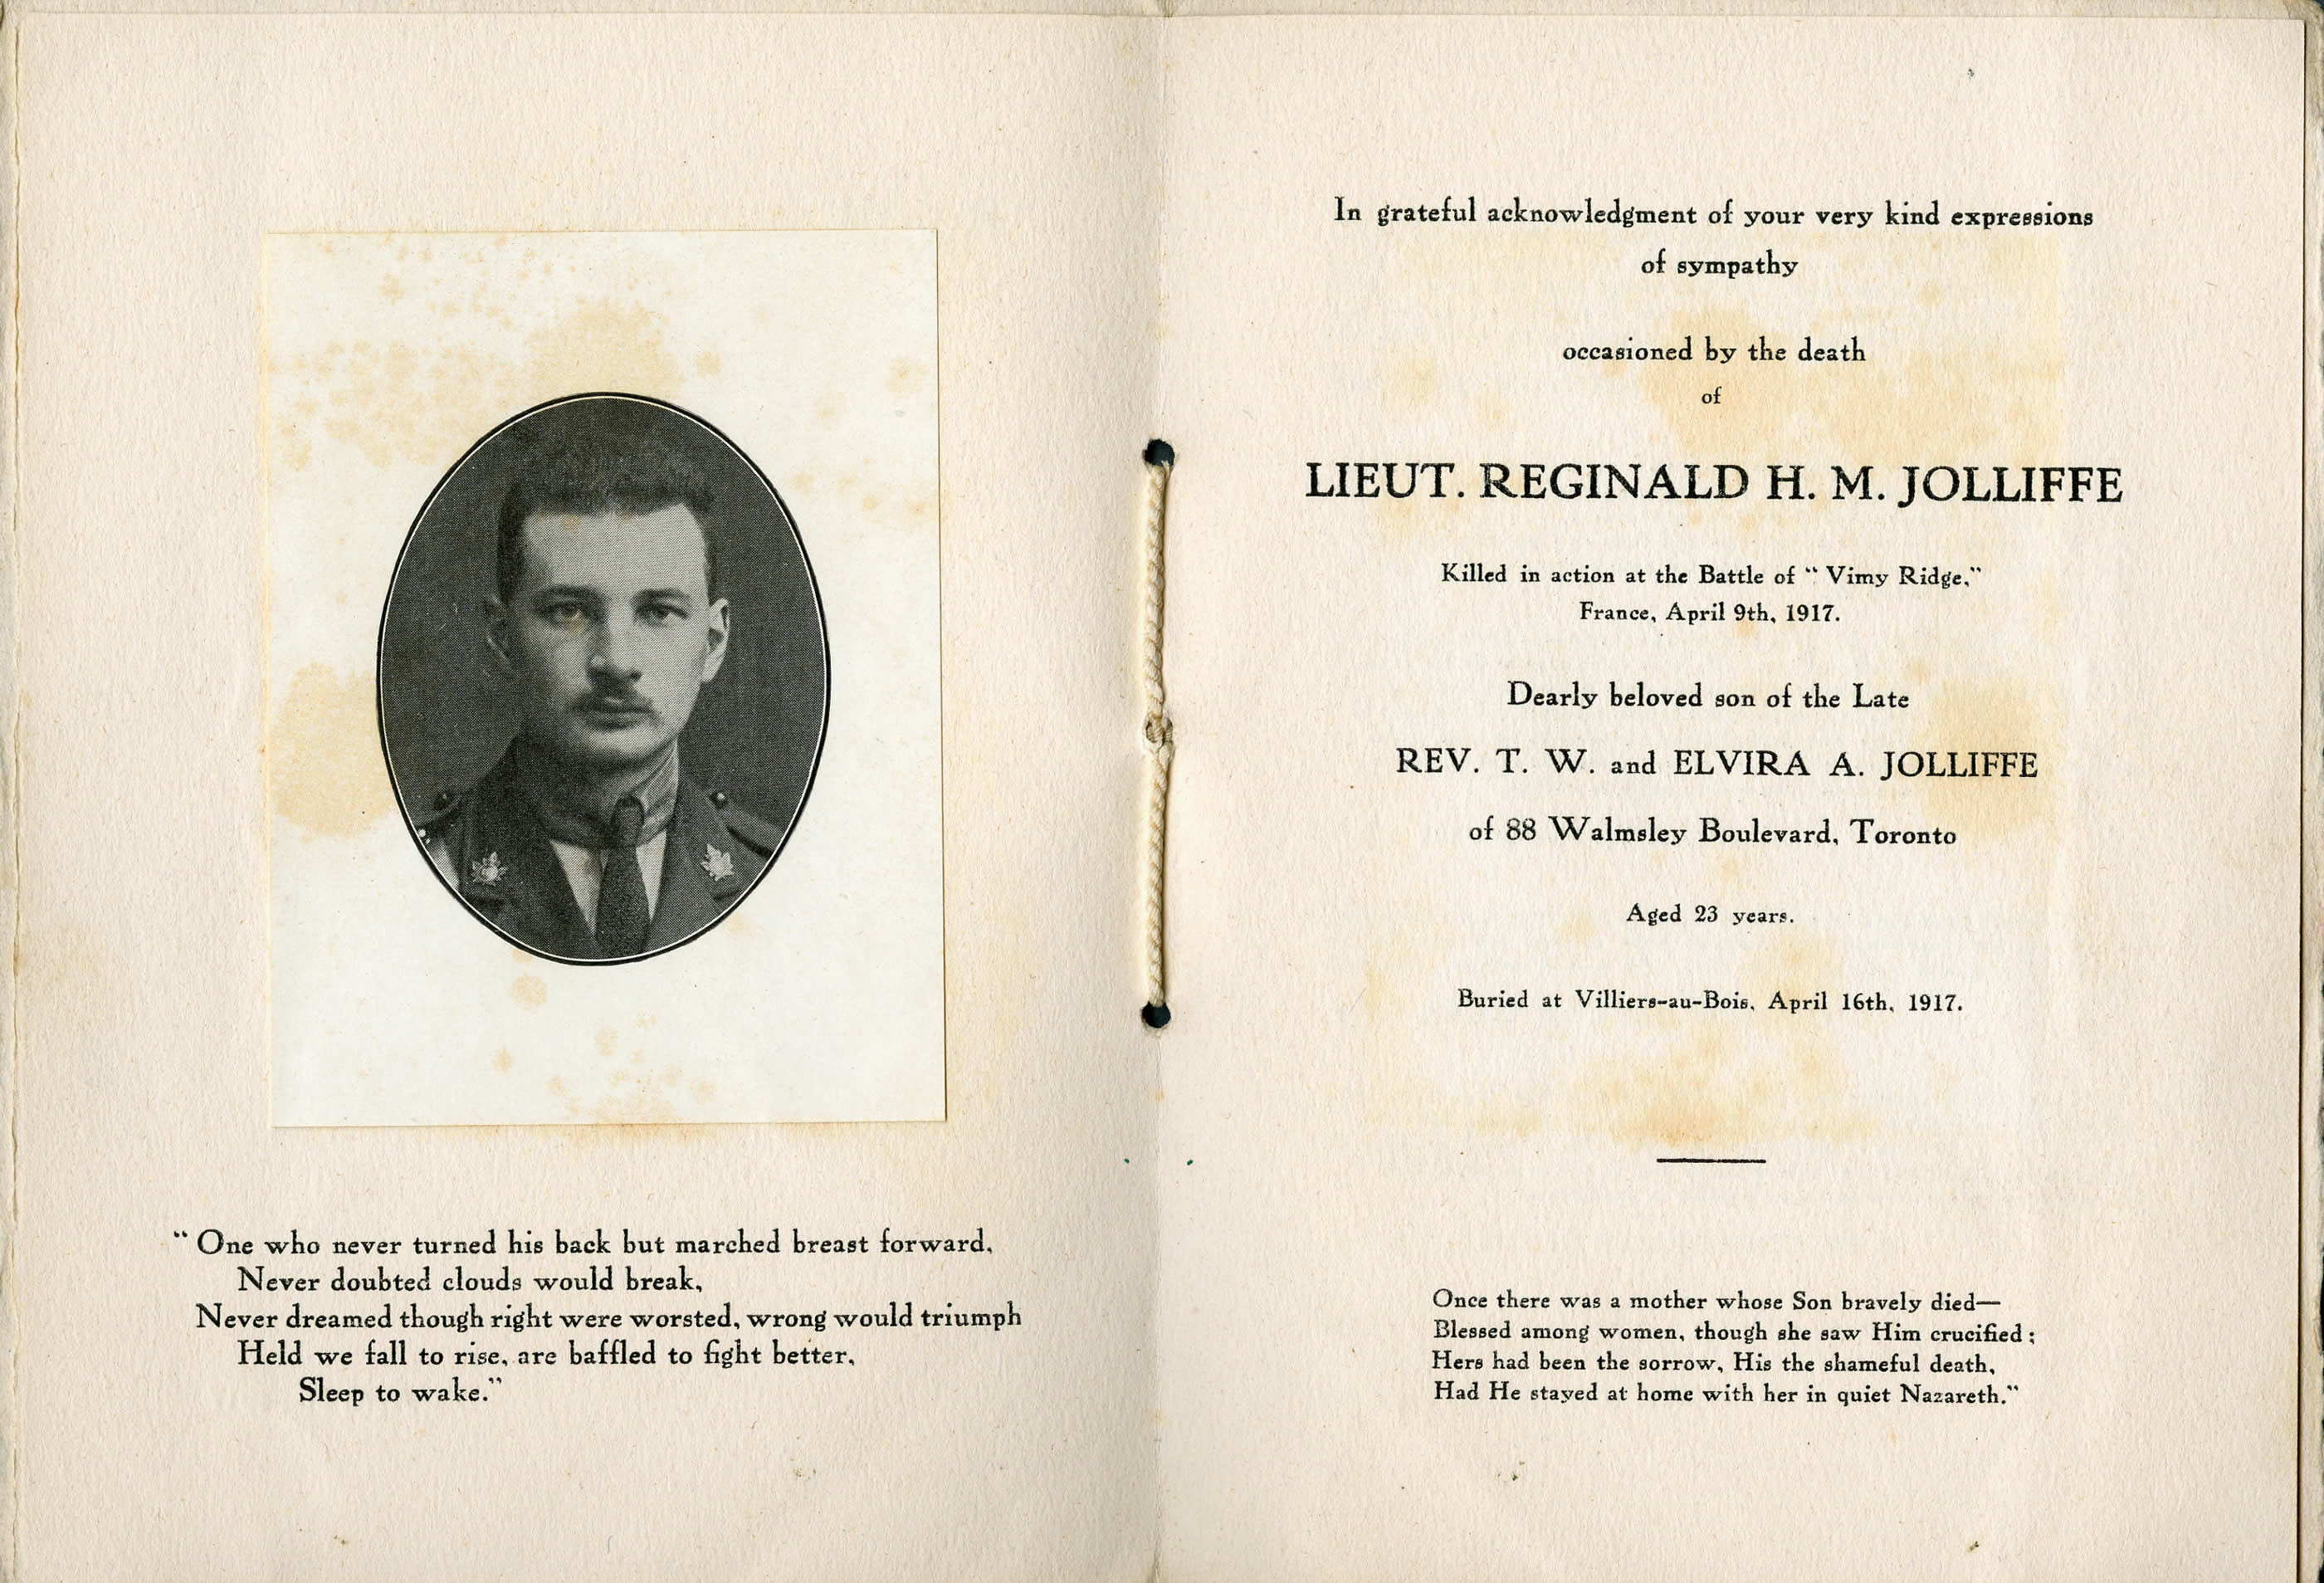 “ One who never turned his back but marched breast forward,
Never doubted clouds would break,
Never dreamed though right were worsted, wrong would triumph
Held we fall to rise, are baffled to fight better,
Sleep to wake.”
In grateful acknowledgment of your very kind expressions
of sympathy
occasioned by the death
of
LIEUT. REGINALD H. M. JOLLIFFE
Killed in action at the Battle of “ Vimy Ridge,”
France, April 9th, 1917.
Dearly beloved son of the Late
REV. T. W. and ELVIRA A. JOLLIFFE
of 88 Walmsley Boulevard, Toronto
Aged 23 years.
Buried at Villiers-au-Bois, April 16th, 1917.
Once there was a mother whose Son bravely died—
Blessed among women, though she saw Him crucified ;
Hers had been the sorrow, His the shameful death,
Had He stayed at home with her in quiet Nazareth.”